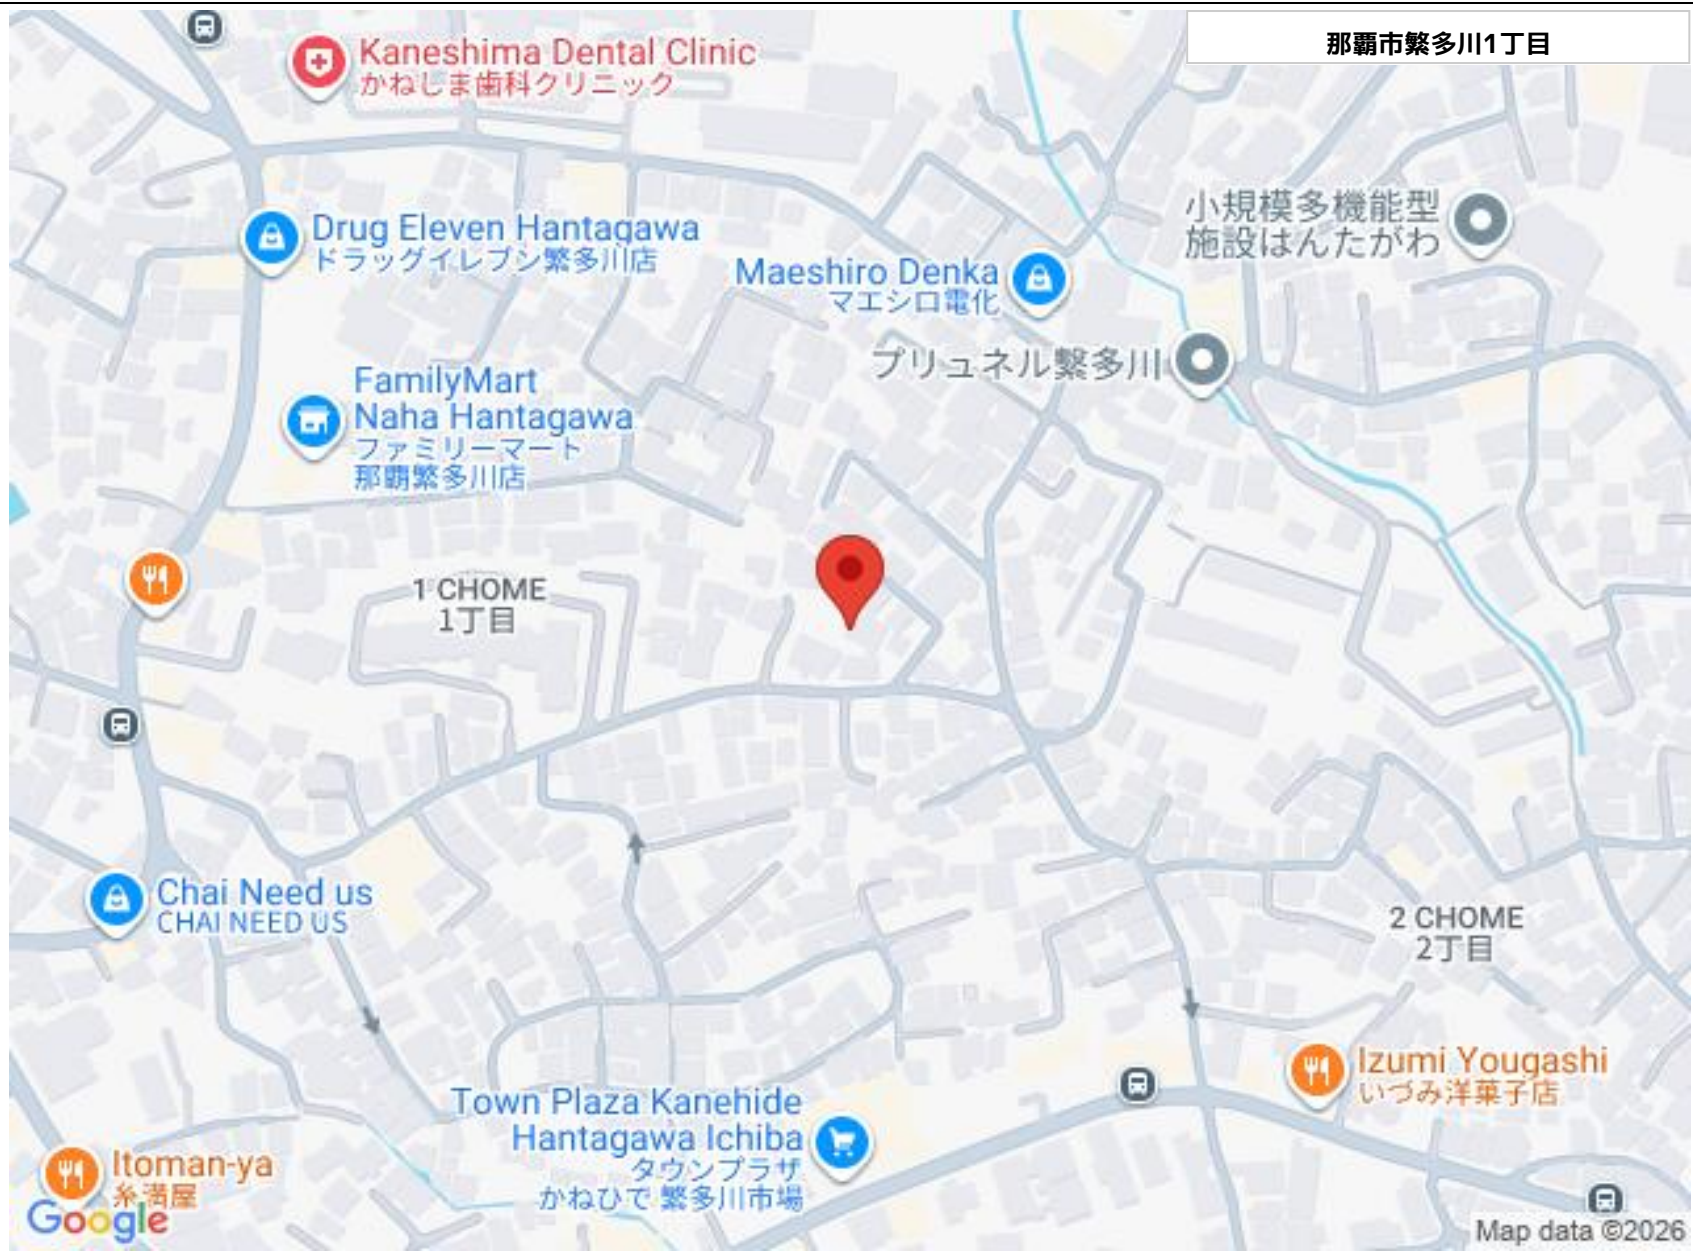 那覇市繁多川1丁目
Kaneshima Dental Clinic
かねしま歯科クリニック
Drug Eleven Hantagawa
ドラッグイレブン繁多川店
小規模多機能型
施設はんたがわ
Maeshiro Denka
マエシロ電化
プリュネル繁多川
FamilyMart
Naha Hantagawa
ファミリーマート
那覇繁多川店
1 CHOME
1丁目
Chai Need us
CHAI NEED US
2 CHOME
2丁目
Izumi Yougashi
いづみ洋菓子店
Town Plaza Kanehide
Hantagawa Ichiba
タウンプラザ
かねひで 繁多川市場
Itoman-ya
糸満屋
Google
Map data ©2026